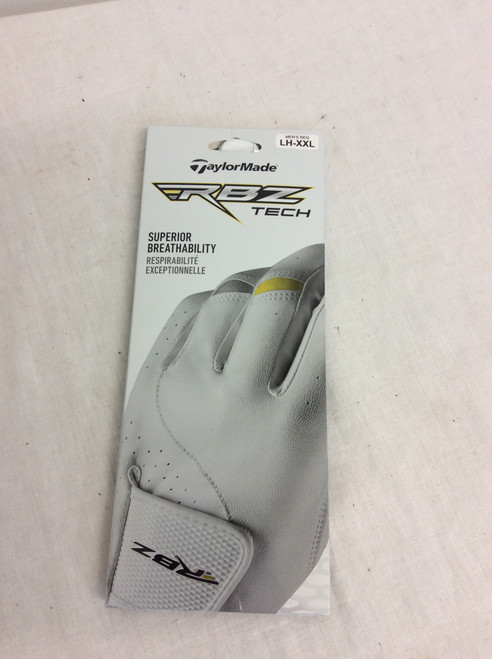 MEN'S REG
LH-XXL
TaylorMade
RBZ
TECH
SUPERIOR
BREATHABILITY
RESPIRABILITÉ
EXCEPTIONNELLE
RBZ